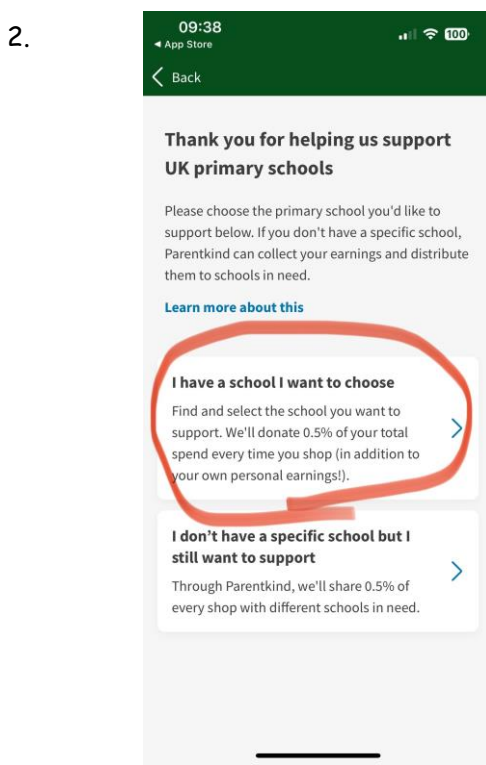 2.
09:38
◄ App Store
100
Back
Thank you for helping us support
UK primary schools
Please choose the primary school you'd like to
support below. If you don't have a specific school,
Parentkind can collect your earnings and distribute
them to schools in need.
Learn more about this
I have a school I want to choose
Find and select the school you want to
support. We'll donate 0.5% of your total
spend every time you shop (in addition to
your own personal earnings!).
I don’t have a specific school but I
still want to support
Through Parentkind, we'll share 0.5% of
every shop with different schools in need.